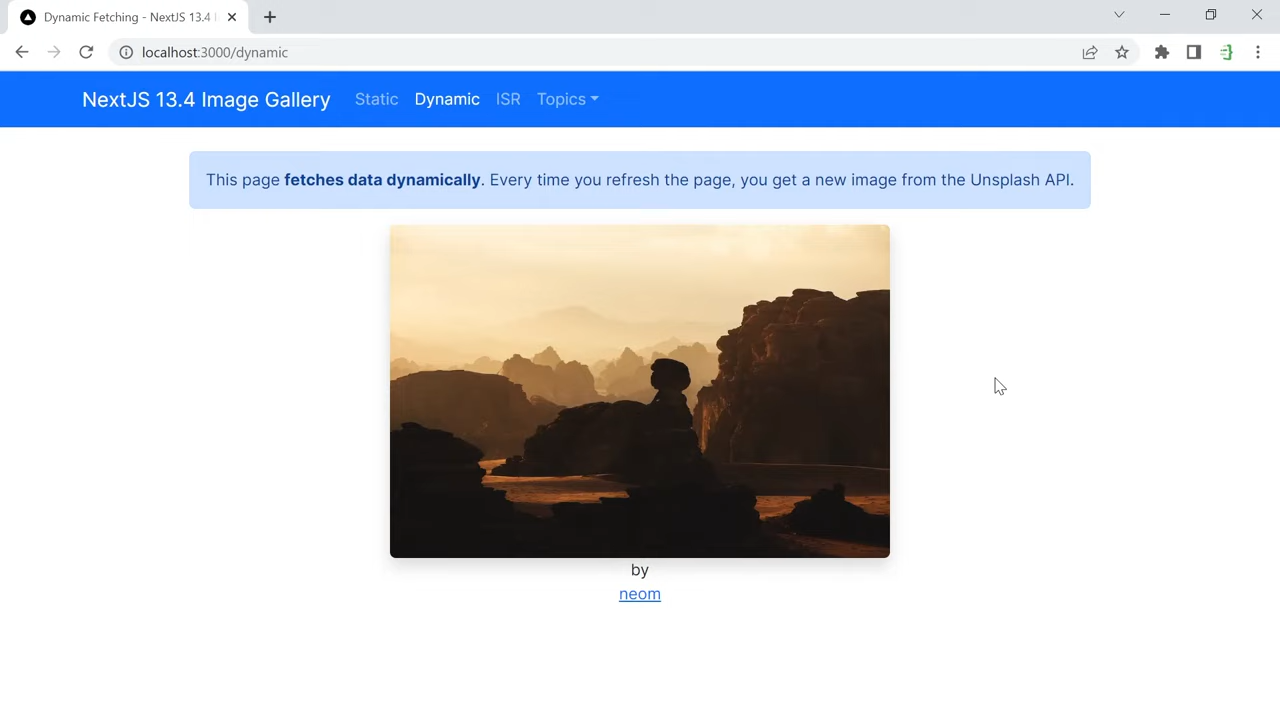 Dynamic Fetching - NextJS 13.4
localhost:3000/dynamic
NextJS 13.4 Image Gallery Static Dynamic ISR Topics
This page fetches data dynamically. Every time you refresh the page, you get a new image from the Unsplash API.
by
neom